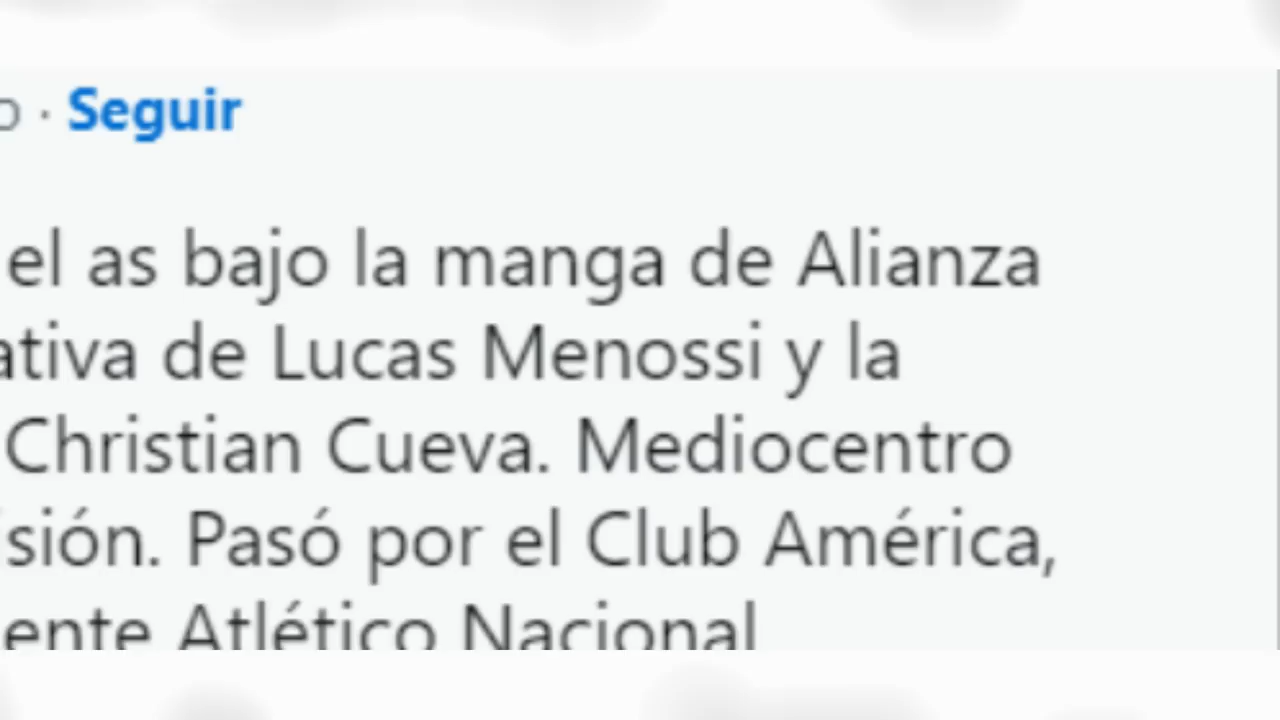 o · Seguir
el as bajo la manga de Alianza
ativa de Lucas Menossi y la
Christian Cueva. Mediocentro
sión. Pasó por el Club América,
ente Atlético Nacional